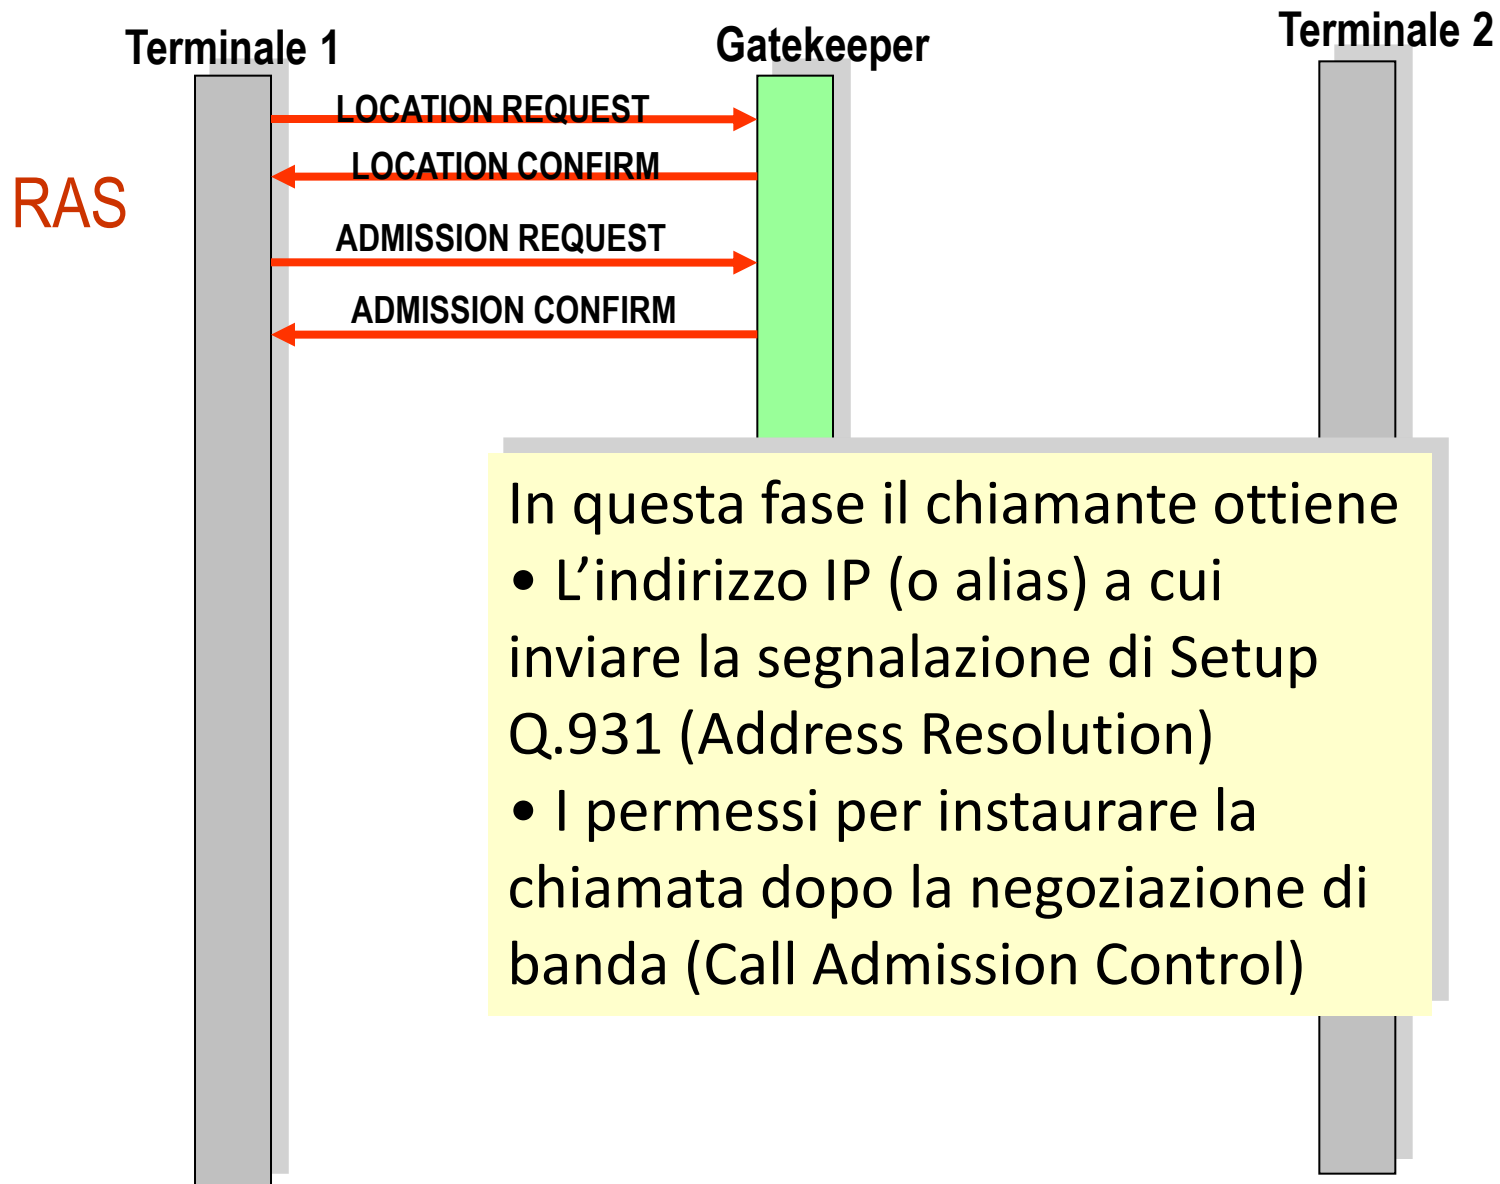 Terminale 1
Gatekeeper
Terminale 2
LOCATION REQUEST
LOCATION CONFIRM
RAS
ADMISSION REQUEST
ADMISSION CONFIRM
In questa fase il chiamante ottiene
• L’indirizzo IP (o alias) a cui
inviare la segnalazione di Setup
Q.931 (Address Resolution)
• I permessi per instaurare la
chiamata dopo la negoziazione di
banda (Call Admission Control)